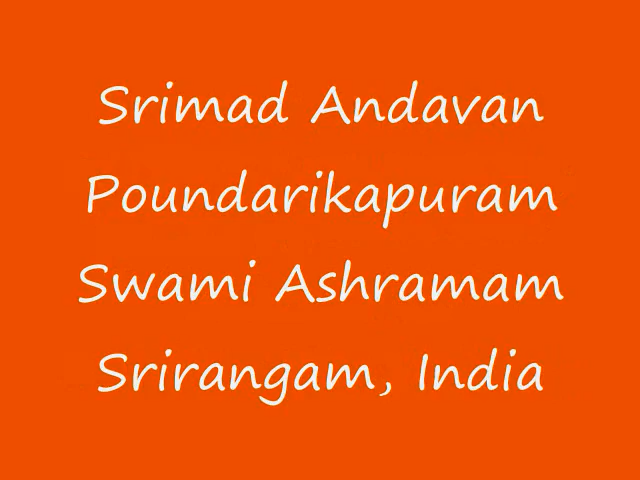 Srimad Andavan
Poundarikapuram
Swami Ashramam
Srirangam, India